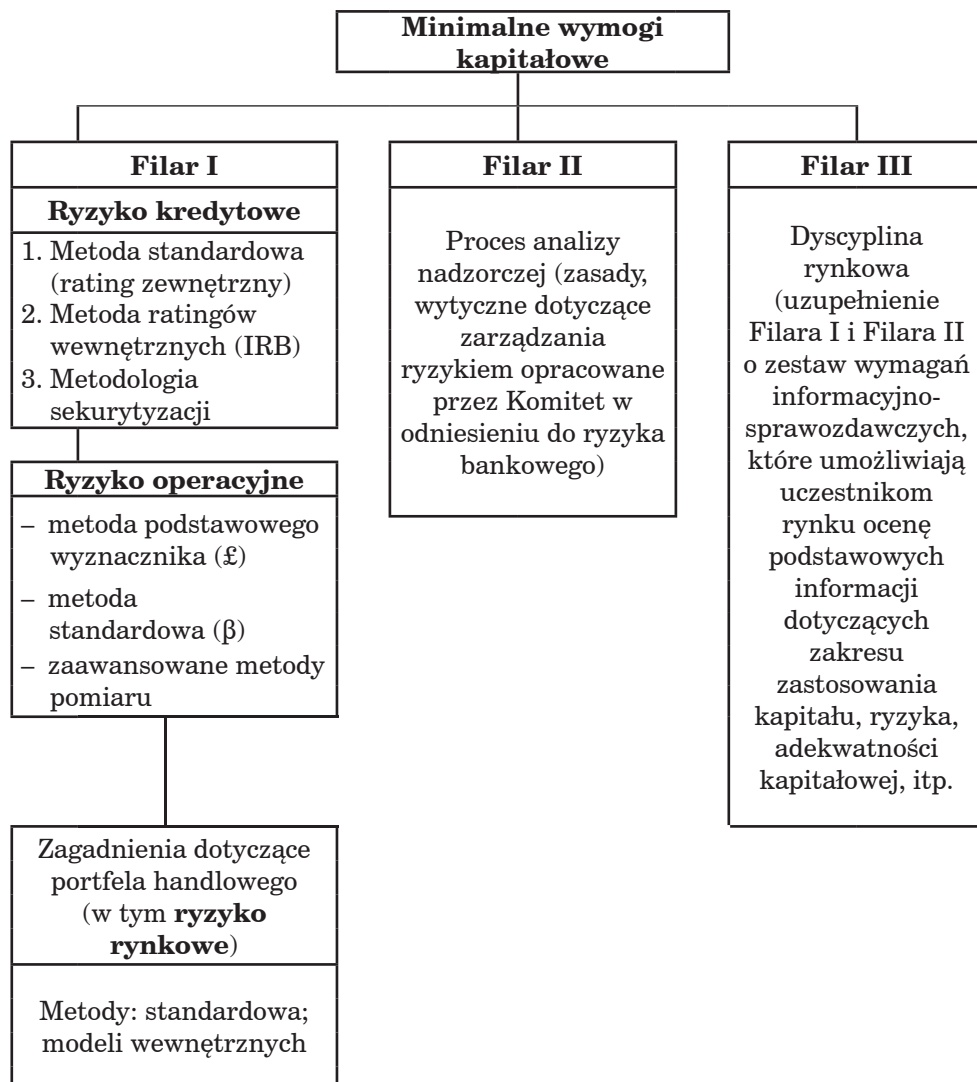 Minimalne wymogi
kapitałowe
Filar I
Ryzyko kredytowe
1. Metoda standardowa
(rating zewnętrzny)
2. Metoda ratingów
wewnętrznych (IRB)
3. Metodologia
sekurytyzacji
Ryzyko operacyjne
– metoda podstawowego
wyznacznika (£)
– metoda
standardowa (β)
– zaawansowane metody
pomiaru
Zagadnienia dotyczące
portfela handlowego
(w tym ryzyko
rynkowe)
Metody: standardowa;
modeli wewnętrznych
Filar II
Proces analizy
nadzorczej (zasady,
wytyczne dotyczące
zarządzania
ryzykiem opracowane
przez Komitet w
odniesieniu do ryzyka
bankowego)
Filar III
Dyscyplina
rynkowa
(uzupełnienie
Filara I i Filara II
o zestaw wymagań
informacyjno-
sprawozdawczych,
które umożliwiają
uczestnikom
rynku ocenę
podstawowych
informacji
dotyczących
zakresu
zastosowania
kapitału, ryzyka,
adekwatności
kapitałowej, itp.